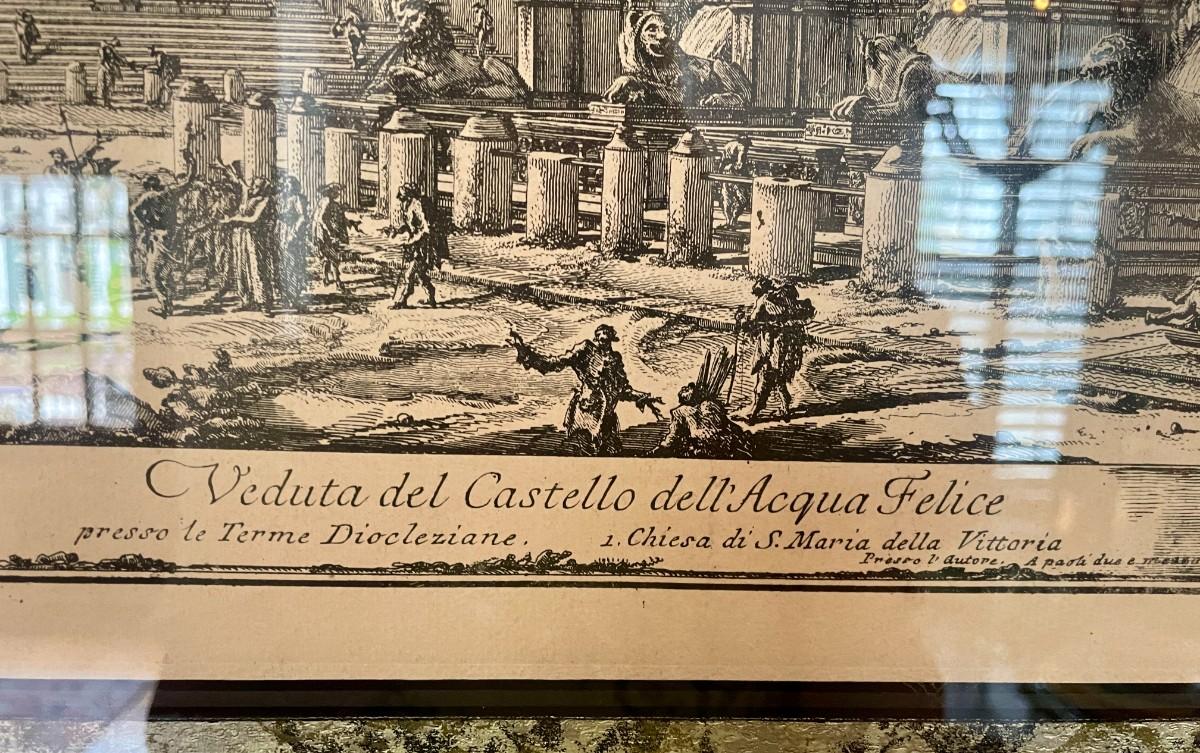 Veduta del Castello dell'Acqua Felice
presso le Terme Diocleziane. 1. Chiesa di S. Maria della Vittoria
Presso l'autore. A paoli due e mezzo